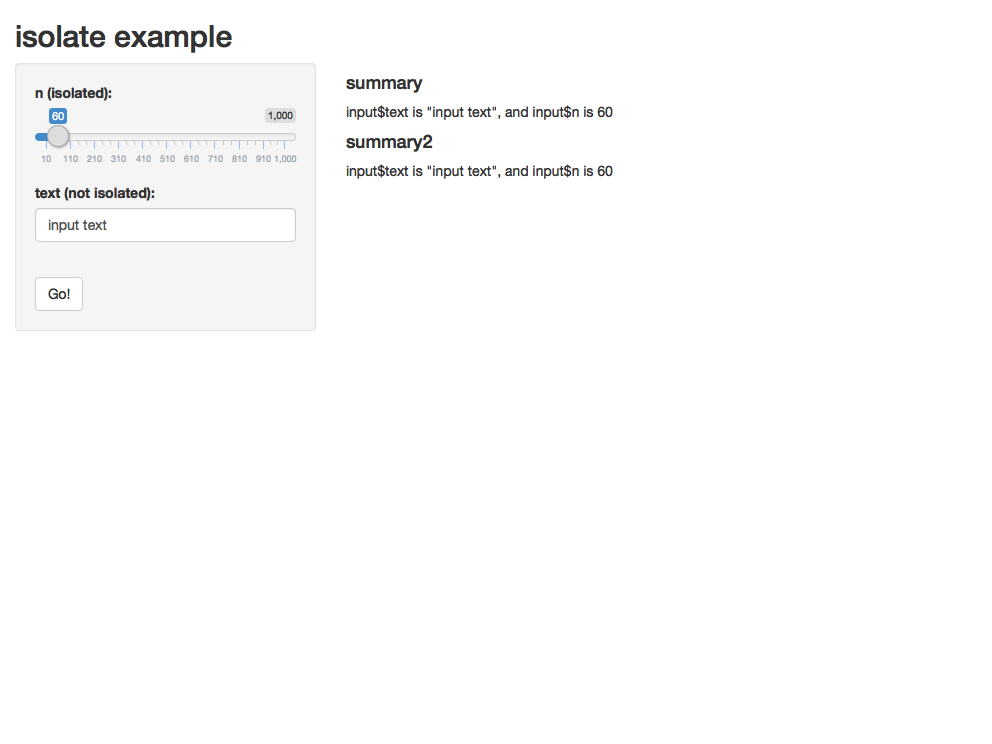 isolate example
n (isolated):
60 1,000
10 110 210 310 410 510 610 710 810 910 1,000
text (not isolated):
input text
Go!
summary
input$text is "input text", and input$n is 60
summary2
input$text is "input text", and input$n is 60